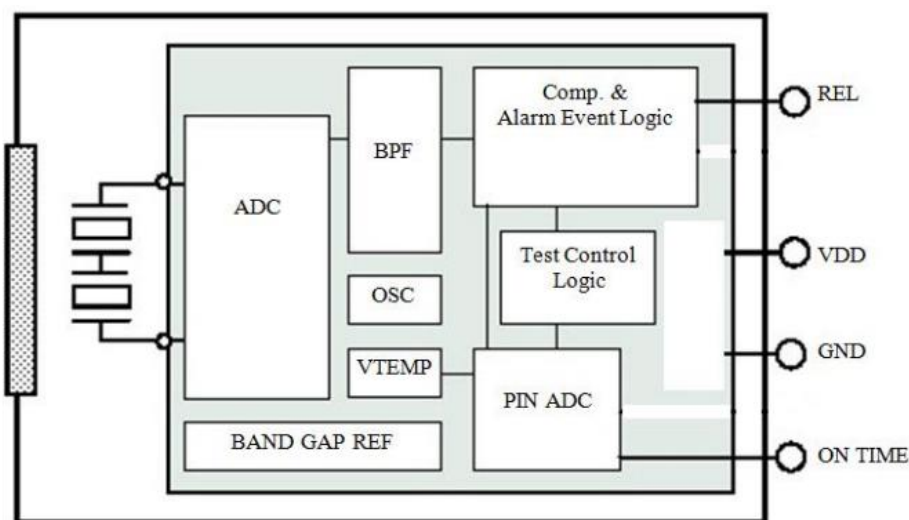 Comp. &
Alarm Event Logic
REL
BPF
ADC
Test Control
Logic
VDD
OSC
GND
VTEMP
PIN ADC
BAND GAP REF
ON TIME